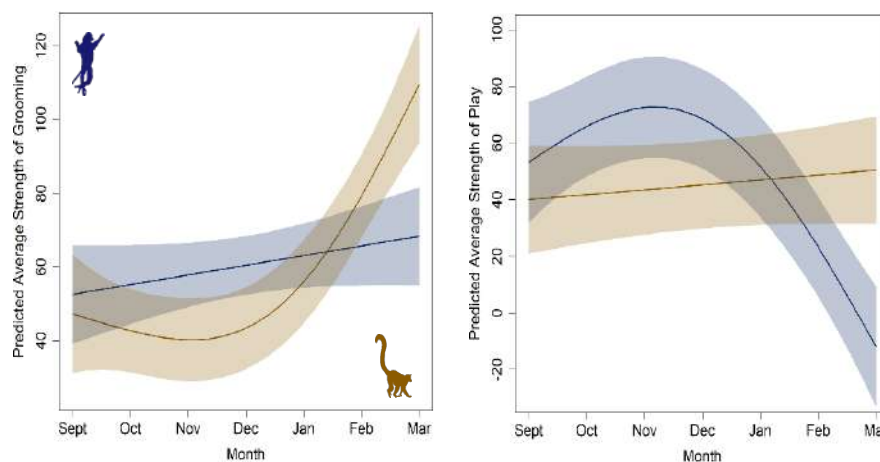 Predicted Average Strength of Grooming
120
100
80
60
40
Sept Oct Nov Dec Jan Feb Mar
Month
Predicted Average Strength of Play
100
80
60
40
20
0
-20
Sept Oct Nov Dec Jan Feb Ma
Month